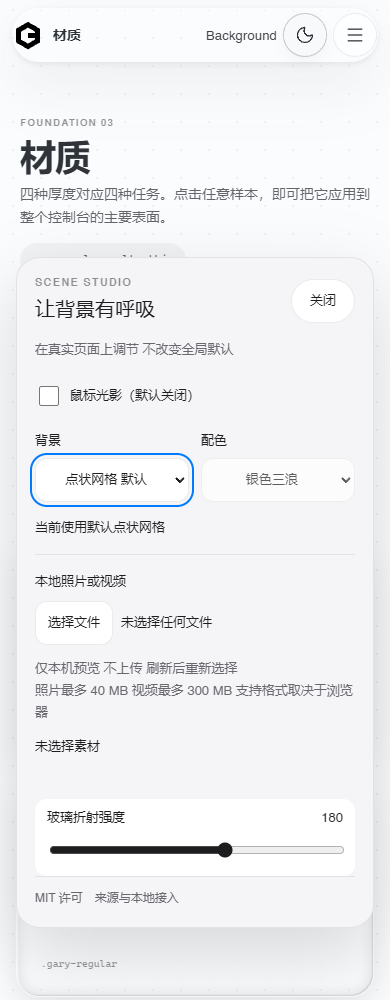 材质
Background
FOUNDATION 03
材质
四种厚度对应四种任务。点击任意样本，即可把它应用到
整个控制台的主要表面。
SCENE STUDIO
让背景有呼吸
关闭
在真实页面上调节 不改变全局默认
鼠标光影（默认关闭）
背景
配色
点状网格 默认
银色三浪
当前使用默认点状网格
本地照片或视频
选择文件
未选择任何文件
仅本机预览 不上传 刷新后重新选择
照片最多 40 MB 视频最多 300 MB 支持格式取决于浏览
器
未选择素材
玻璃折射强度
180
MIT 许可
来源与本地接入
.gary-regular